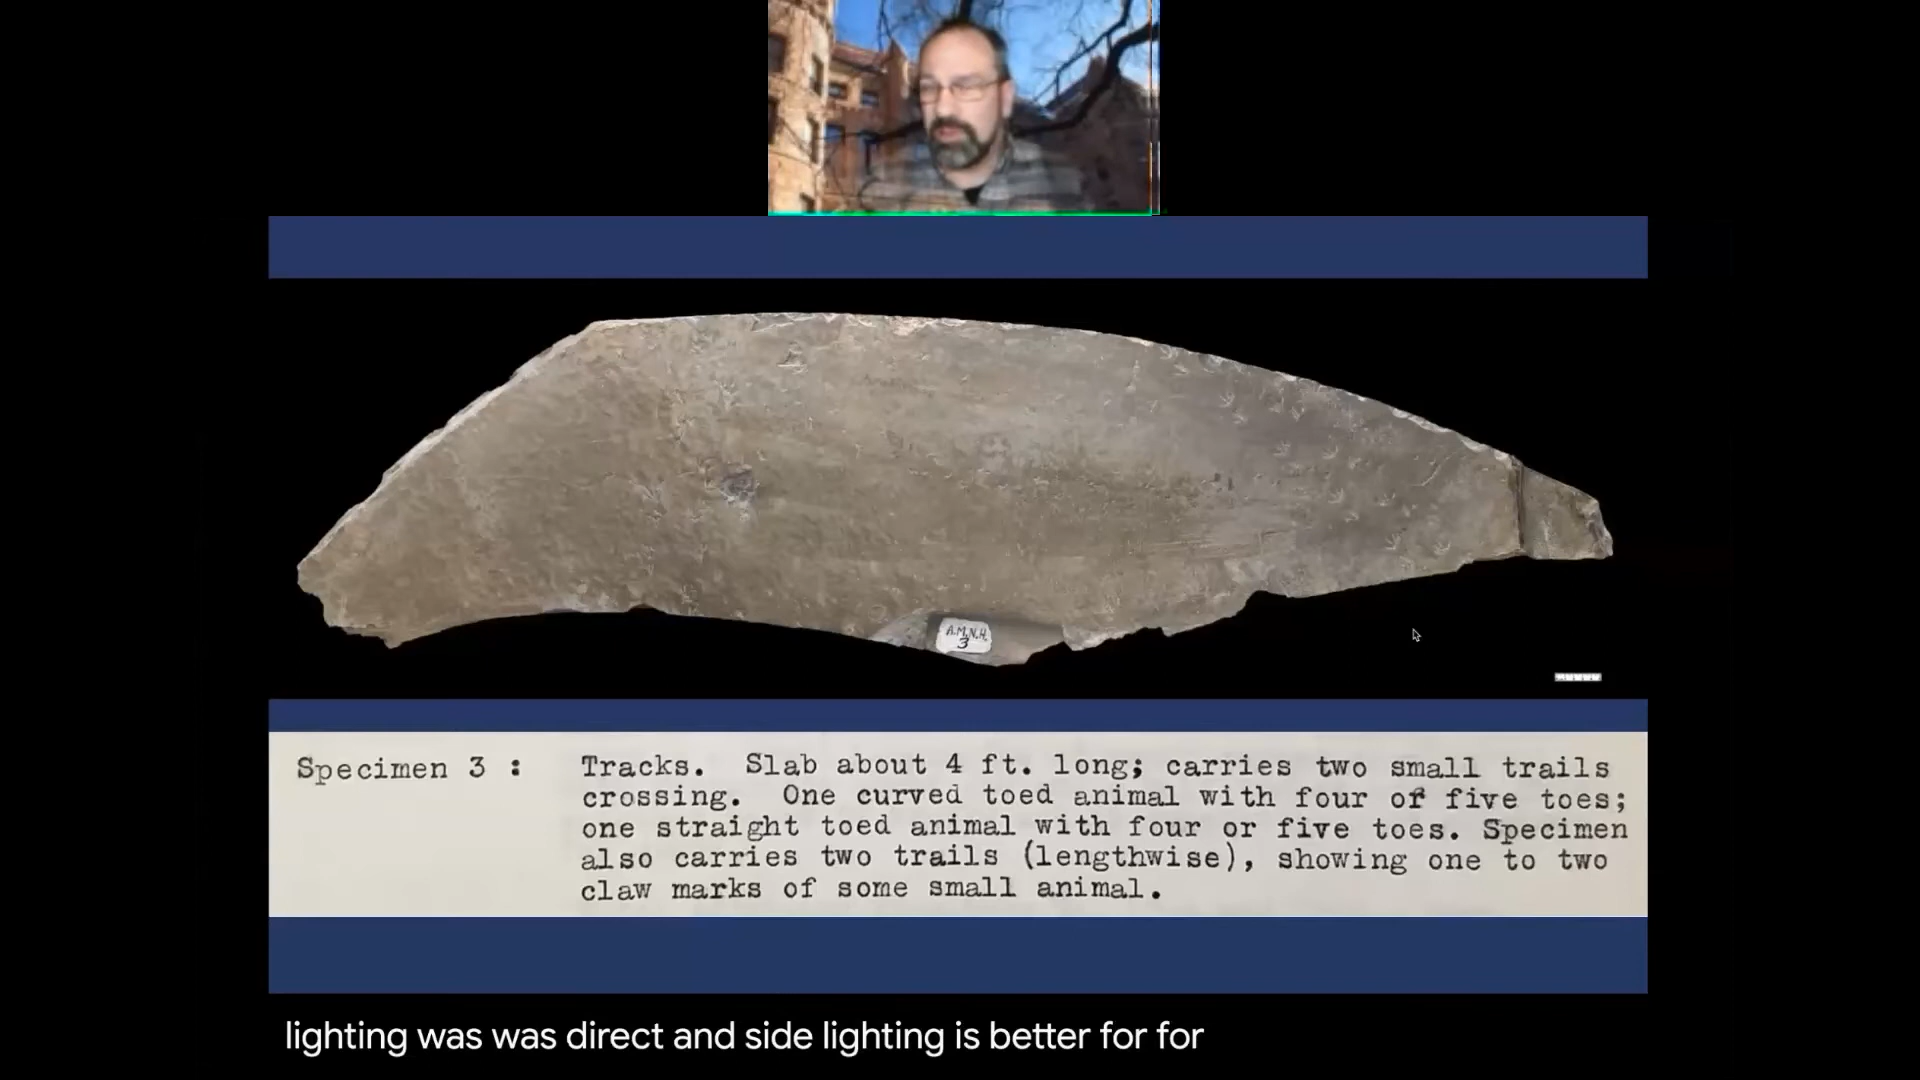 A.M.N.H.
3
Specimen 3 :
Tracks. Slab about 4 ft. long; carries two small trails
crossing. One curved toed animal with four or five toes;
one straight toed animal with four or five toes. Specimen
also carries two trails (lengthwise), showing one to two
claw marks of some small animal.
lighting was was direct and side lighting is better for for